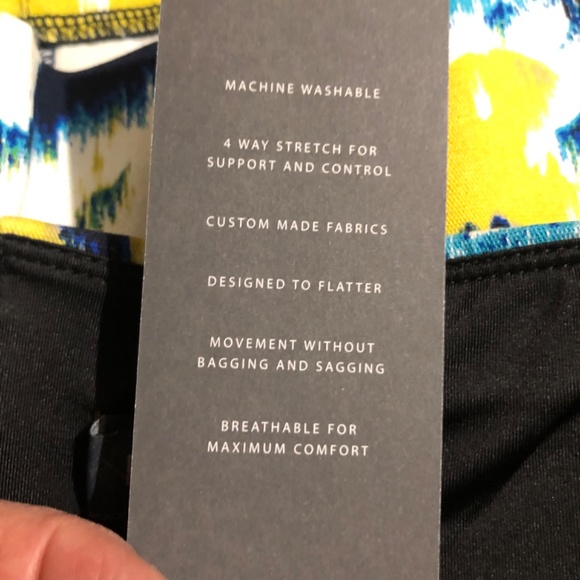 MACHINE WASHABLE
4 WAY STRETCH FOR
SUPPORT AND CONTROL
CUSTOM MADE FABRICS
DESIGNED TO FLATTER
MOVEMENT WITHOUT
BAGGING AND SAGGING
BREATHABLE FOR
MAXIMUM COMFORT